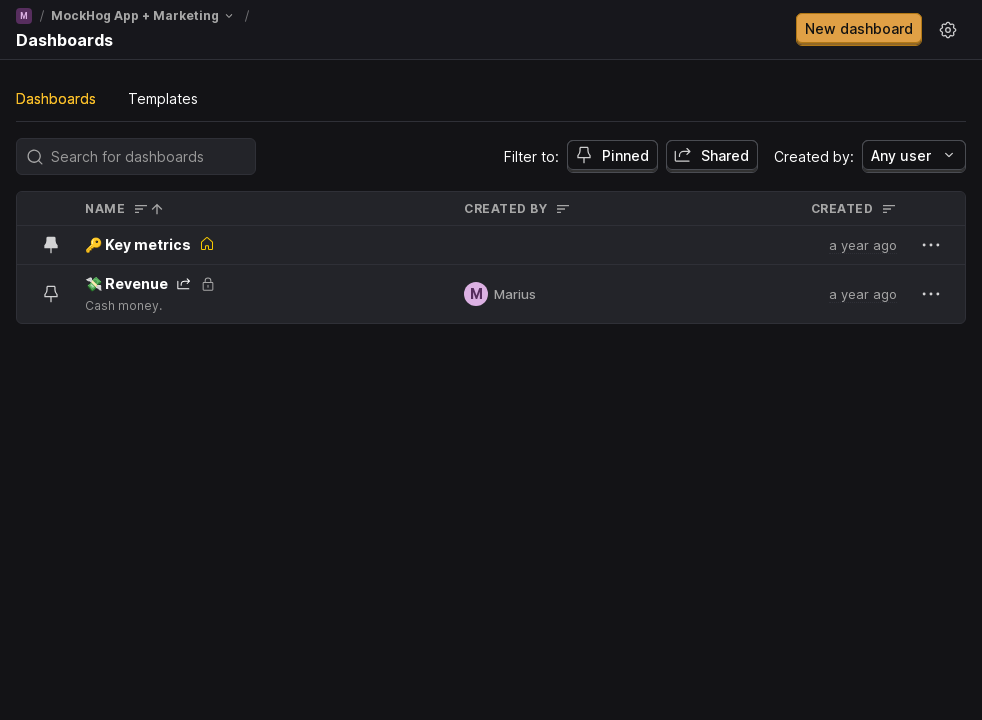 M / MockHog App + Marketing /
Dashboards
New dashboard
Dashboards Templates
Search for dashboards
Filter to: Pinned Shared Created by: Any user
NAME CREATED BY CREATED
🔑 Key metrics a year ago
💸 Revenue
Cash money.
M Marius a year ago